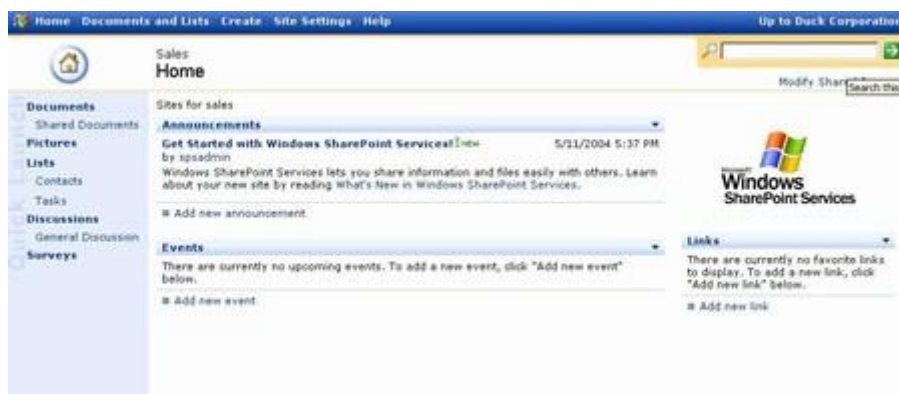 Home Documents and Lists Create Site Settings Help
Up to Duck Corporation
Sales
Home
Modify Shar
Search this
Documents
Shared Documents
Pictures
Lists
Contacts
Tasks
Discussions
General Discussion
Surveys
Sites for sales
Announcements
Get Started with Windows SharePoint Services! NEW 5/11/2004 5:37 PM
by spsadmin
Windows SharePoint Services lets you share information and files easily with others. Learn
about your new site by reading What's New in Windows SharePoint Services.
Add new announcement
Events
There are currently no upcoming events. To add a new event, click "Add new event"
below.
Add new event
Windows
SharePoint Services
Links
There are currently no favorite links
to display. To add a new link, click
"Add new link" below.
Add new link